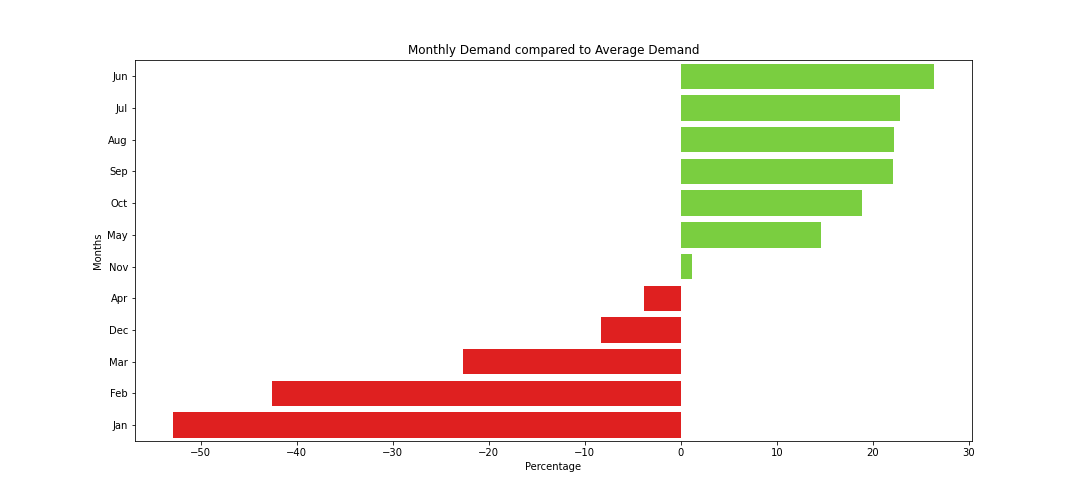 Monthly Demand compared to Average Demand
Months
Jun
Jul
Aug
Sep
Oct
May
Nov
Apr
Dec
Mar
Feb
Jan
−50 −40 −30 −20 −10 0 10 20 30
Percentage